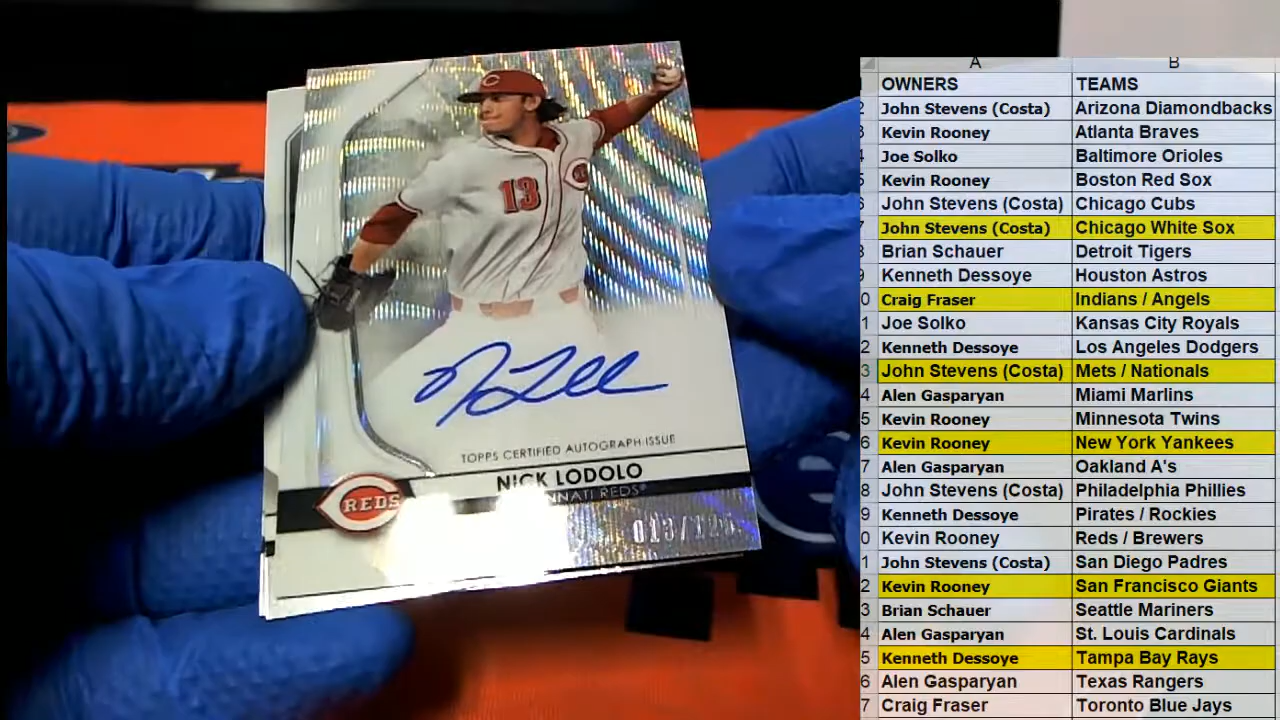 C
C
13
TOPPS CERTIFIED AUTOGRAPH ISSUE
NICK LODOLO
REDS
A B
OWNERS TEAMS
John Stevens (Costa) Arizona Diamondbacks
Kevin Rooney Atlanta Braves
Joe Solko Baltimore Orioles
Kevin Rooney Boston Red Sox
John Stevens (Costa) Chicago Cubs
John Stevens (Costa) Chicago White Sox
Brian Schauer Detroit Tigers
Kenneth Dessoye Houston Astros
Craig Fraser Indians / Angels
Joe Solko Kansas City Royals
Kenneth Dessoye Los Angeles Dodgers
John Stevens (Costa) Mets / Nationals
Alen Gasparyan Miami Marlins
Kevin Rooney Minnesota Twins
Kevin Rooney New York Yankees
Alen Gasparyan Oakland A's
John Stevens (Costa) Philadelphia Phillies
Kenneth Dessoye Pirates / Rockies
Kevin Rooney Reds / Brewers
John Stevens (Costa) San Diego Padres
Kevin Rooney San Francisco Giants
Brian Schauer Seattle Mariners
Alen Gasparyan St. Louis Cardinals
Kenneth Dessoye Tampa Bay Rays
Alen Gasparyan Texas Rangers
Craig Fraser Toronto Blue Jays